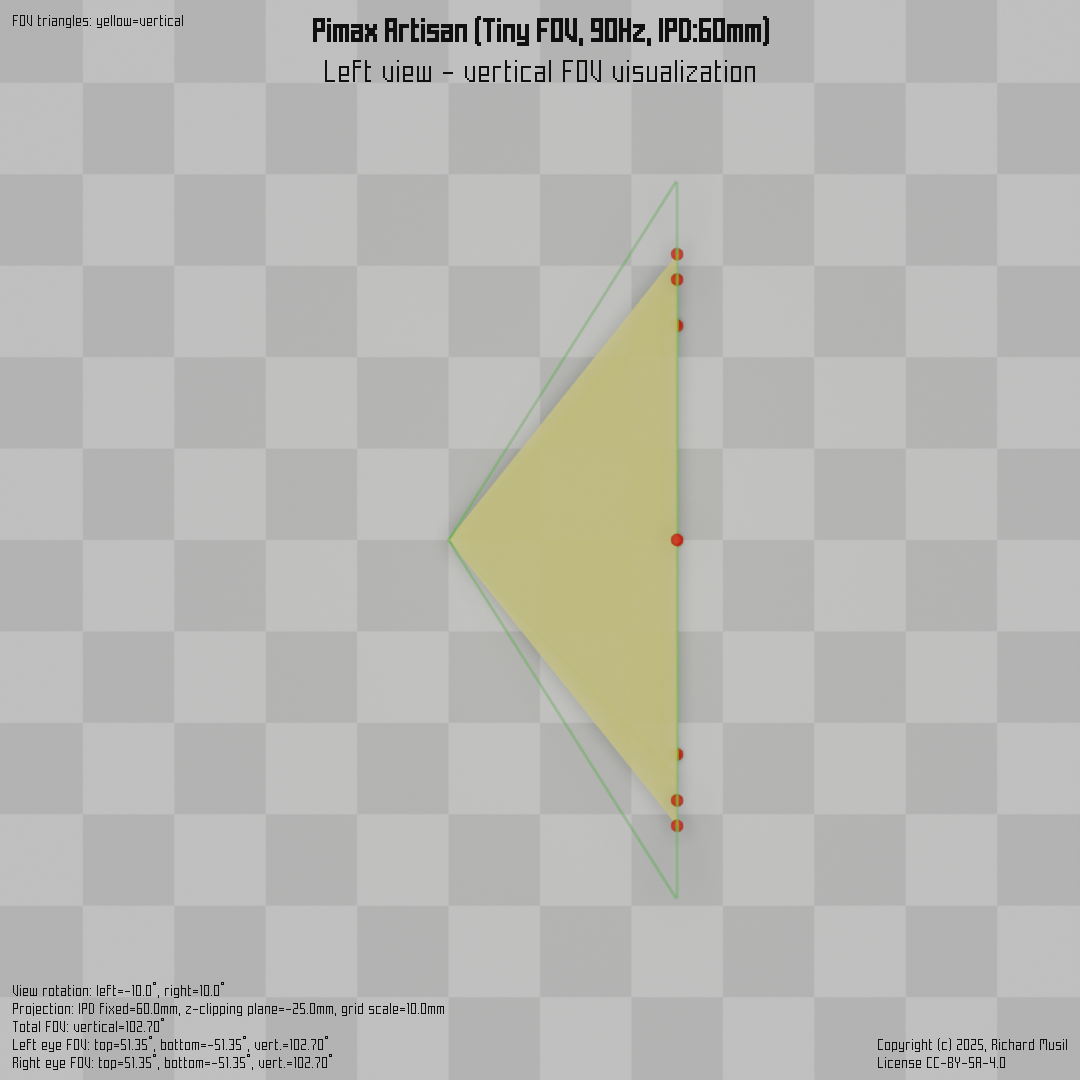 FOV triangles: yellow=vertical
Pimax Artisan (Tiny FOV, 90Hz, IPD:60mm)
Left view - vertical FOV visualization
View rotation: left=-10.0°, right=10.0°
Projection: IPD fixed=60.0mm, z-clipping plane=-25.0mm, grid scale=10.0mm
Total FOV: vertical=102.70°
Left eye FOV: top=51.35°, bottom=-51.35°, vert.=102.70°
Right eye FOV: top=51.35°, bottom=-51.35°, vert.=102.70°
Copyright (c) 2025, Richard Musil
License CC-BY-SA-4.0